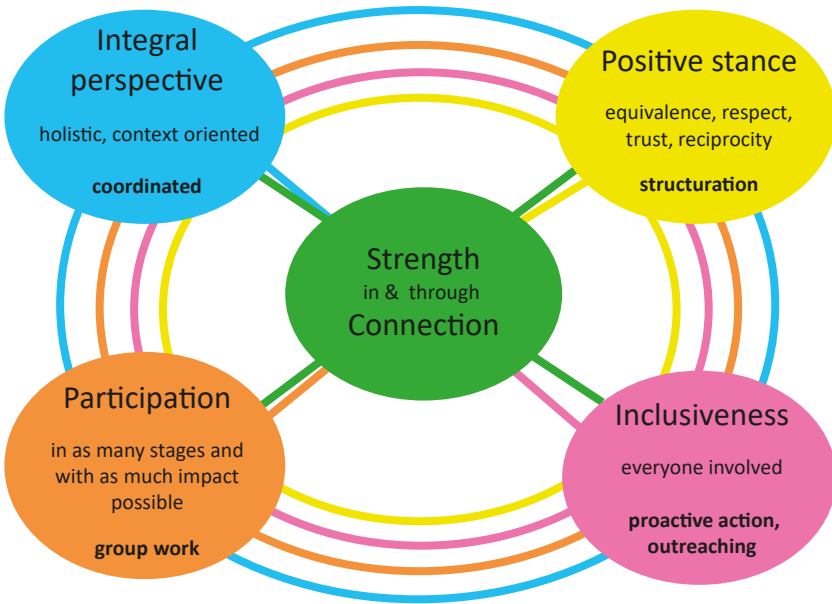 Integral
perspective
holistic, context oriented
coordinated
Positive stance
equivalence, respect,
trust, reciprocity
structuration
Strength
in & through
Connection
Participation
in as many stages and
with as much impact
possible
group work
Inclusiveness
everyone involved
proactive action,
outreaching